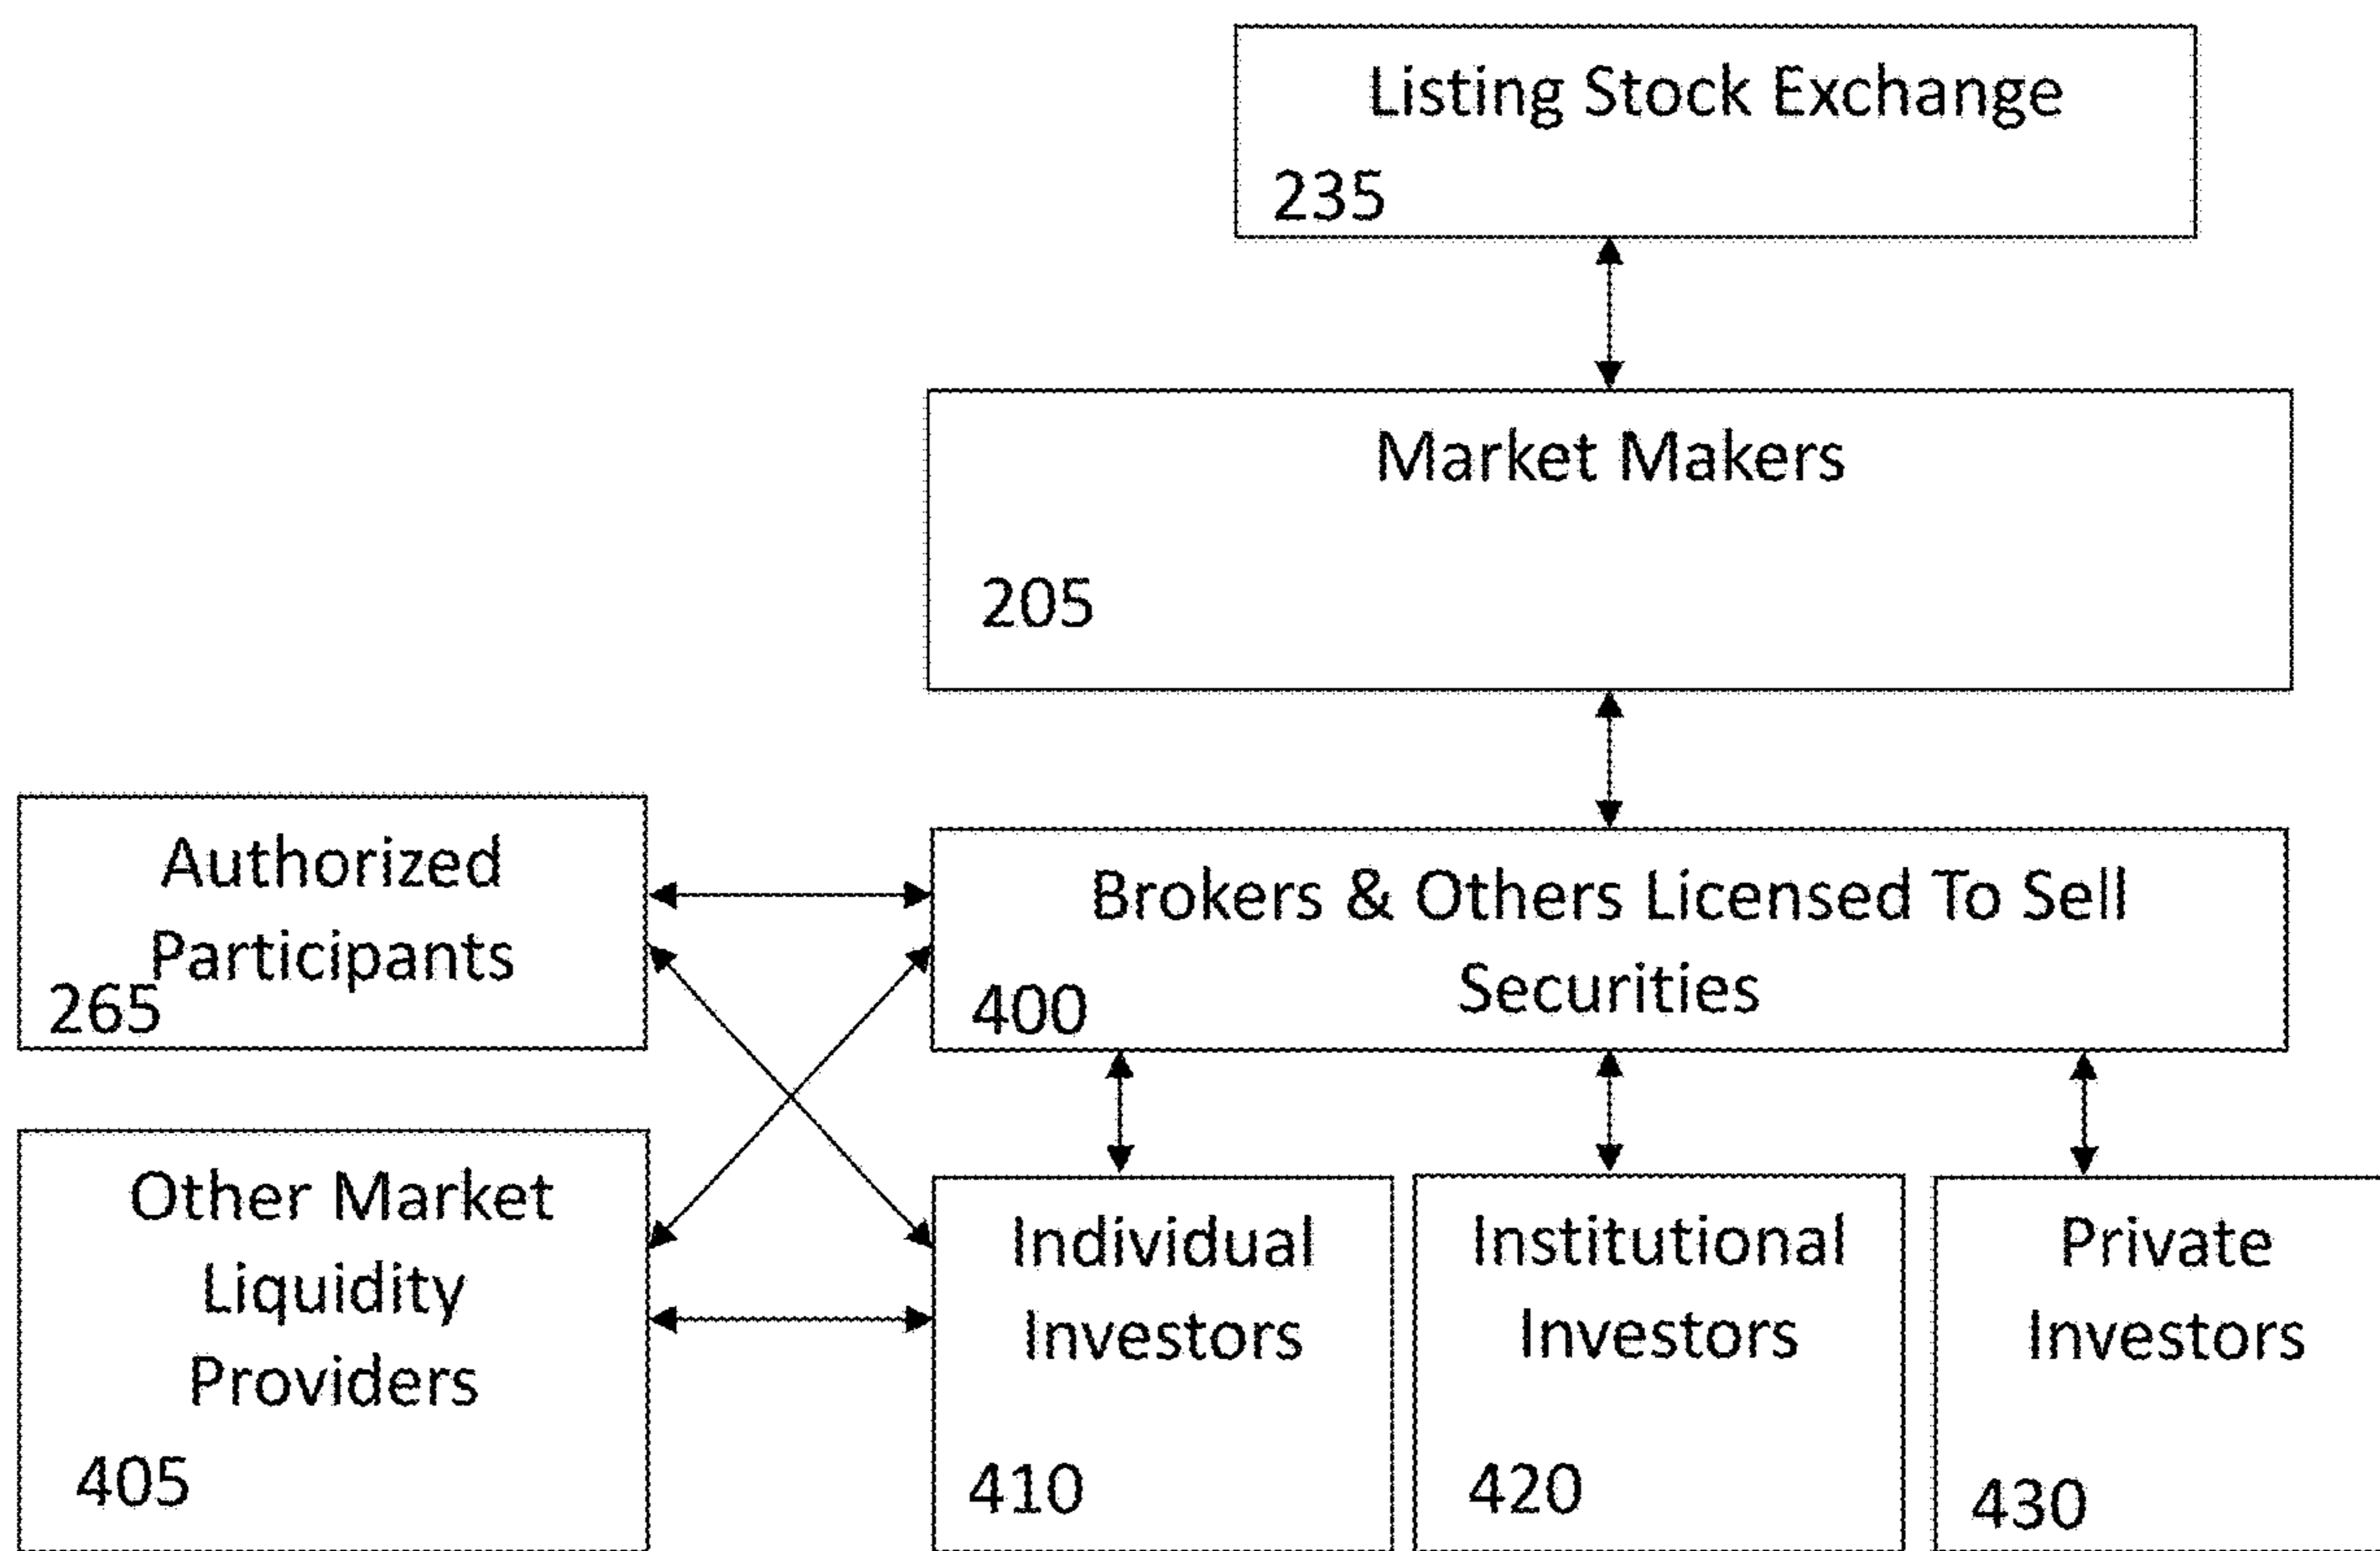 Listing Stock Exchange
235
Market Makers
205
Authorized
Participants
265
Brokers & Others Licensed To Sell
Securities
400
Other Market
Liquidity
Providers
405
Individual
Investors
410
Institutional
Investors
420
Private
Investors
430